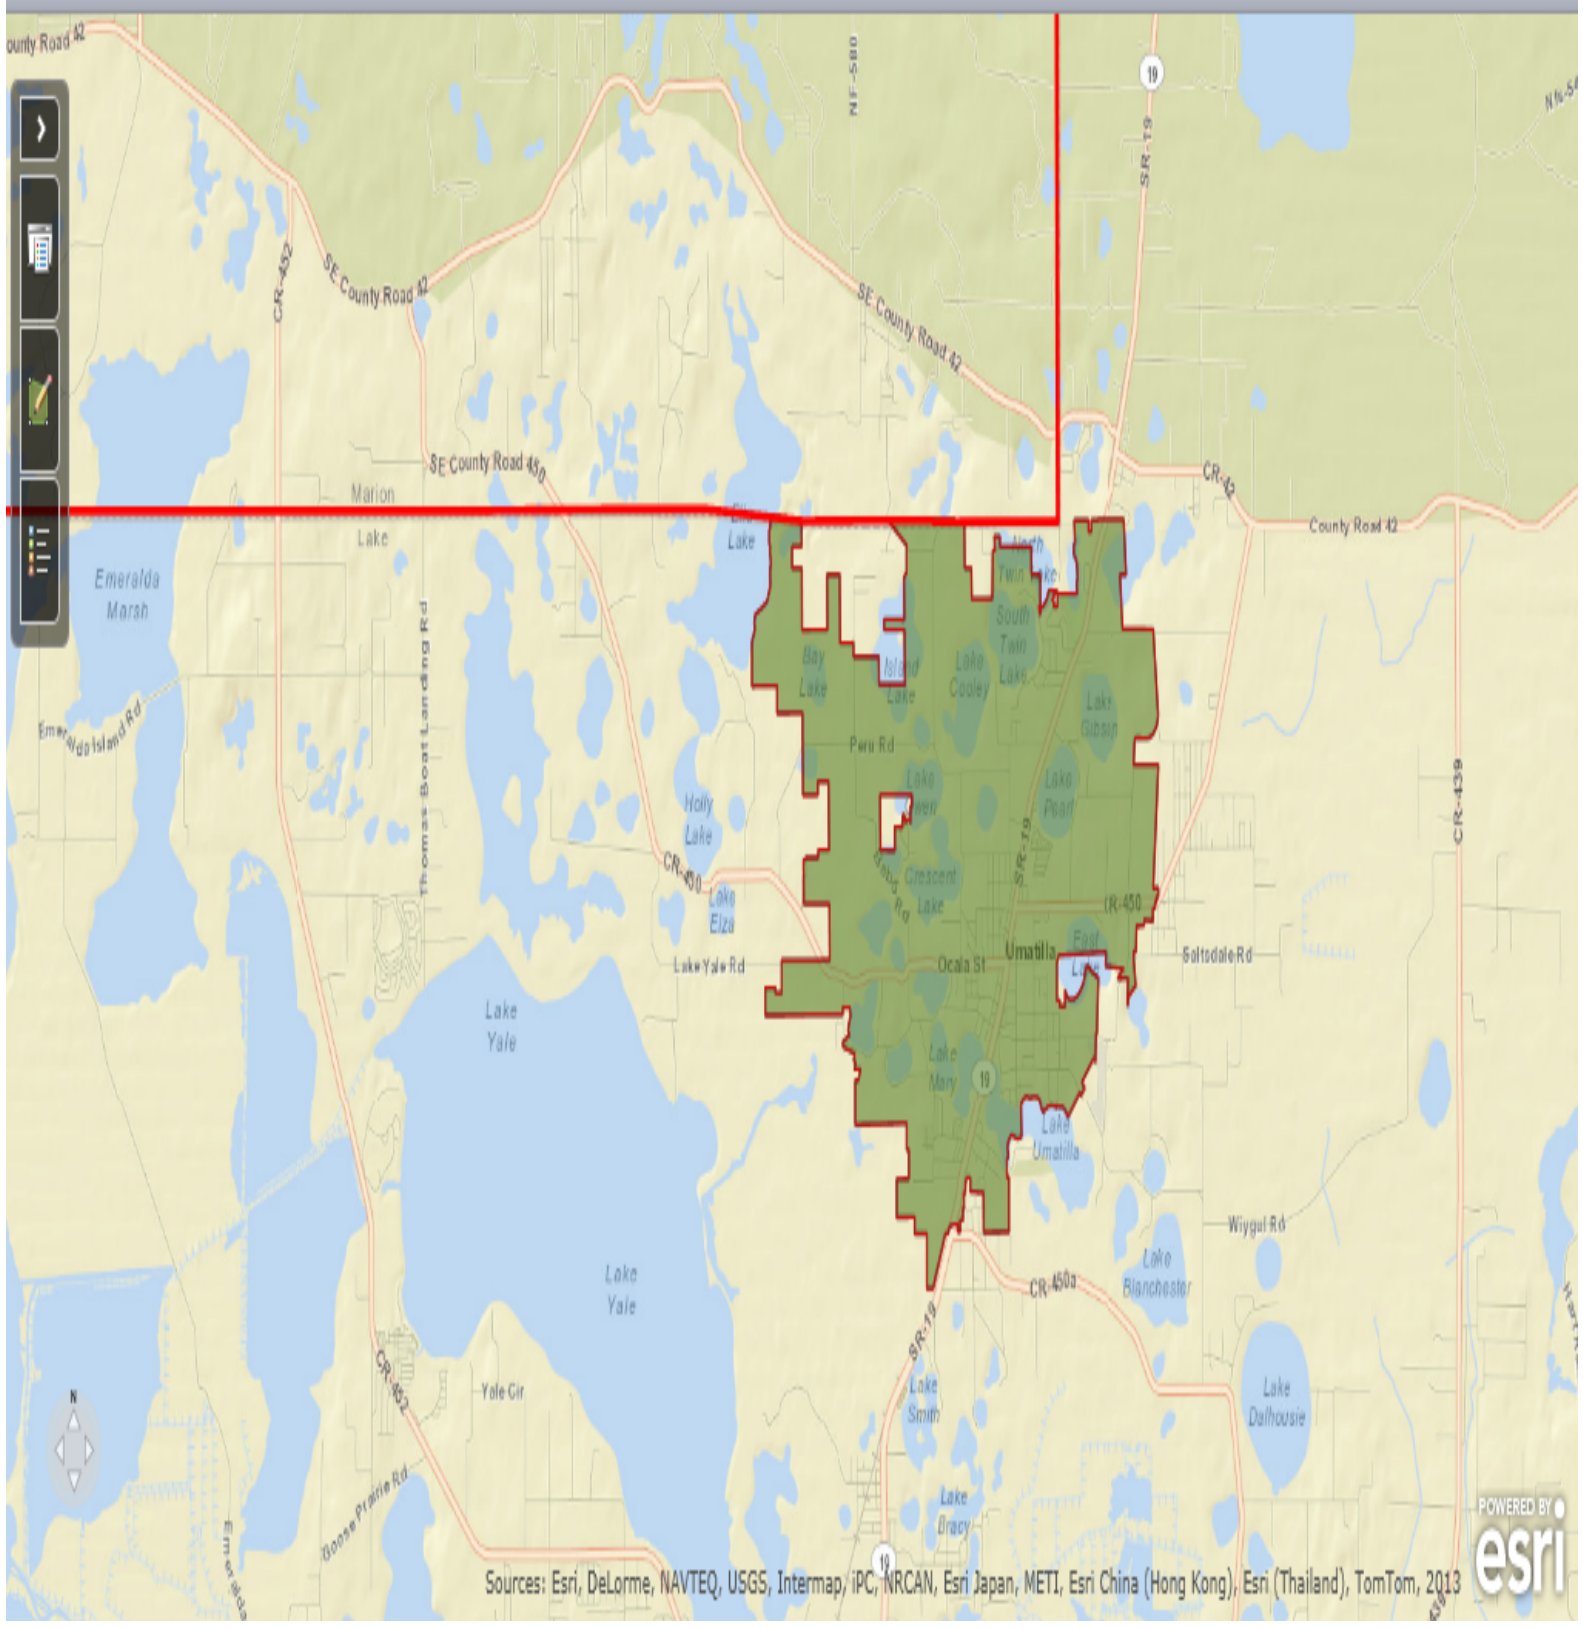 ounty Road 42
NF-580
19
SR-19
CR-452
SE County Road 42
SE County Road 42
SE County Road 450
CR-42
County Road 42
Marion
Lake
Lake
North
Twin Lake
Emeralda
Marsh
South
Twin
Lake
Bay
Lake
Island
Lake
Lake
Cooley
Lake
Gibson
Emeralda Island Rd
Thomas Boat Landing Rd
Peru Rd
Lake
Owen
Lake
Pearl
CR-439
Holly
Lake
SR-19
CR-450
Crescent
Lake
Lake
Elza
CR-450
Lake Yale Rd
Ocala St
Umatilla
East
Lake
Saltsdale Rd
Lake
Yale
Lake
Mary
19
Lake
Umatilla
Wiygul Rd
Lake
Yale
CR-450a
Lake
Blanchester
SR-19
CR-452
Yale Cir
Lake
Smith
Lake
Dalhousie
N
Goose Prairie Rd
Emeralda
Lake
Bracy
19
439
POWERED BY
esri
Sources: Esri, DeLorme, NAVTEQ, USGS, Intermap, iPC, NRCAN, Esri Japan, METI, Esri China (Hong Kong), Esri (Thailand), TomTom, 2013